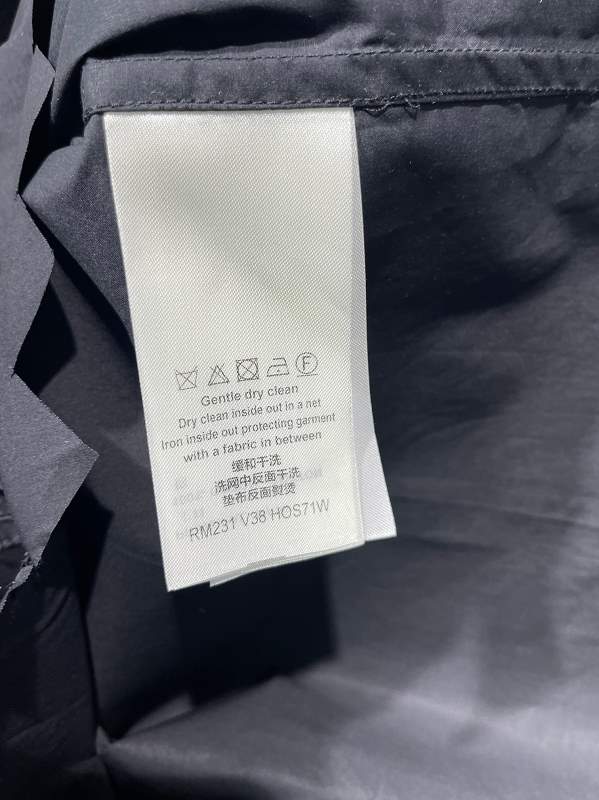 F
Gentle dry clean
Dry clean inside out in a net
Iron inside out protecting garment
with a fabric in between
缓和干洗
洗网中反面干洗
垫布反面熨烫
RM231 V38 HOS71W